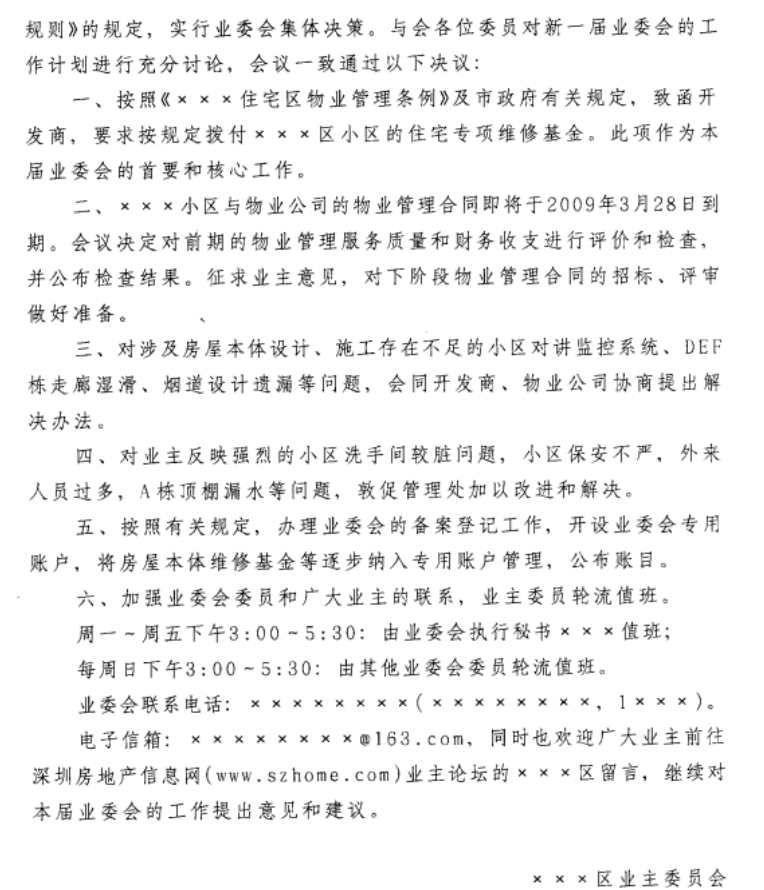 规则》的规定，实行业委会集体决策。与会各位委员对新一届业委会的工
作计划进行充分讨论，会议一致通过以下决议：
一、按照《×××住宅区物业管理条例》及市政府有关规定，致函开
发商，要求按规定拨付×××区小区的住宅专项维修基金。此项作为本
届业委会的首要和核心工作。
二、×××小区与物业公司的物业管理合同即将于2009年3月28日到
期。会议决定对前期的物业管理服务质量和财务收支进行评价和检查，
并公布检查结果。征求业主意见，对下阶段物业管理合同的招标、评审
做好准备。
三、对涉及房屋本体设计、施工存在不足的小区对讲监控系统、DEF
栋走廊湿滑、烟道设计遗漏等问题，会同开发商、物业公司协商提出解
决办法。
四、对业主反映强烈的小区洗手间较脏问题，小区保安不严，外来
人员过多，A栋顶棚漏水等问题，敦促管理处加以改进和解决。
五、按照有关规定，办理业委会的备案登记工作，开设业委会专用
账户，将房屋本体维修基金等逐步纳入专用账户管理，公布账目。
六、加强业委会委员和广大业主的联系，业主委员轮流值班。
周一～周五下午3:00～5:30：由业委会执行秘书×××值班；
每周日下午3:00～5:30：由其他业委会委员轮流值班。
业委会联系电话：××××××××(××××××××，1×××)。
电子信箱：××××××××@163.com，同时也欢迎广大业主前往
深圳房地产信息网(www.szhome.com)业主论坛的×××区留言，继续对
本届业委会的工作提出意见和建议。
×××区业主委员会